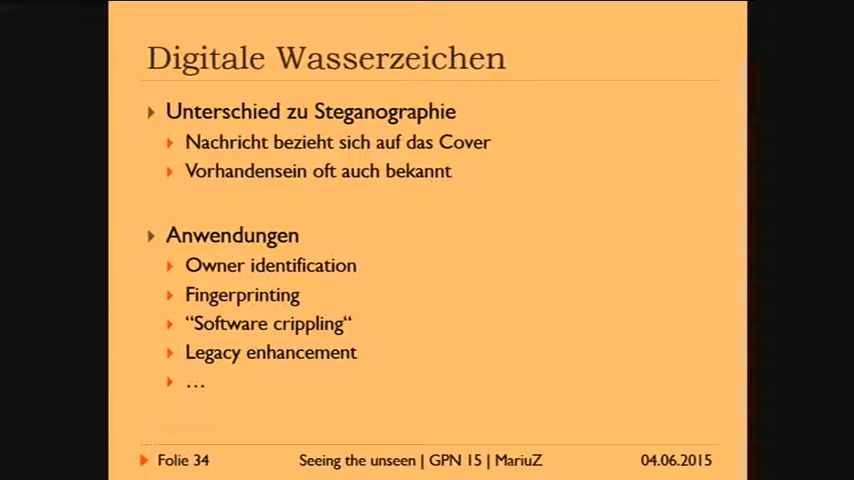 Digitale Wasserzeichen
Unterschied zu Steganographie
Nachricht bezieht sich auf das Cover
Vorhandensein oft auch bekannt
Anwendungen
Owner identification
Fingerprinting
“Software crippling“
Legacy enhancement
…
Folie 34 Seeing the unseen | GPN 15 | MariuZ 04.06.2015